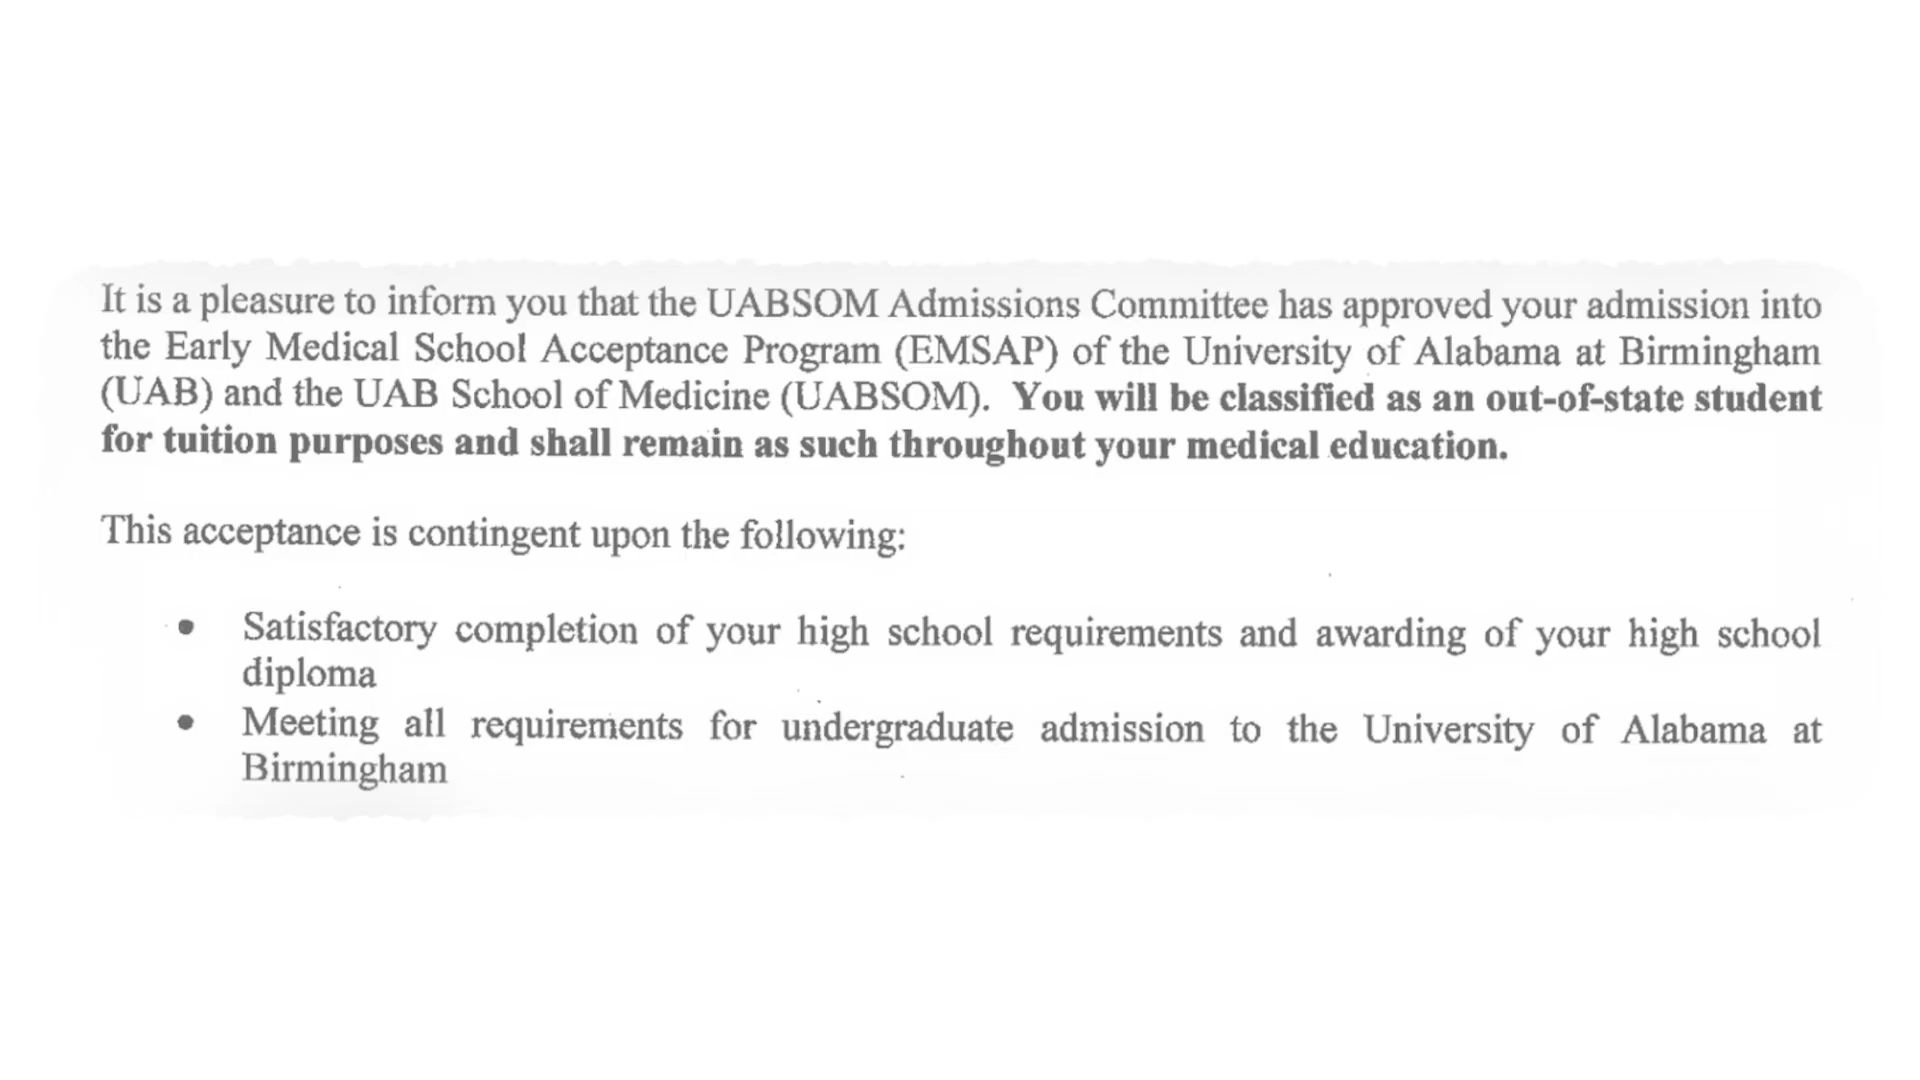 It is a pleasure to inform you that the UABSOM Admissions Committee has approved your admission into
the Early Medical School Acceptance Program (EMSAP) of the University of Alabama at Birmingham
(UAB) and the UAB School of Medicine (UABSOM). You will be classified as an out-of-state student
for tuition purposes and shall remain as such throughout your medical education.
This acceptance is contingent upon the following:
• Satisfactory completion of your high school requirements and awarding of your high school
diploma
• Meeting all requirements for undergraduate admission to the University of Alabama at
Birmingham